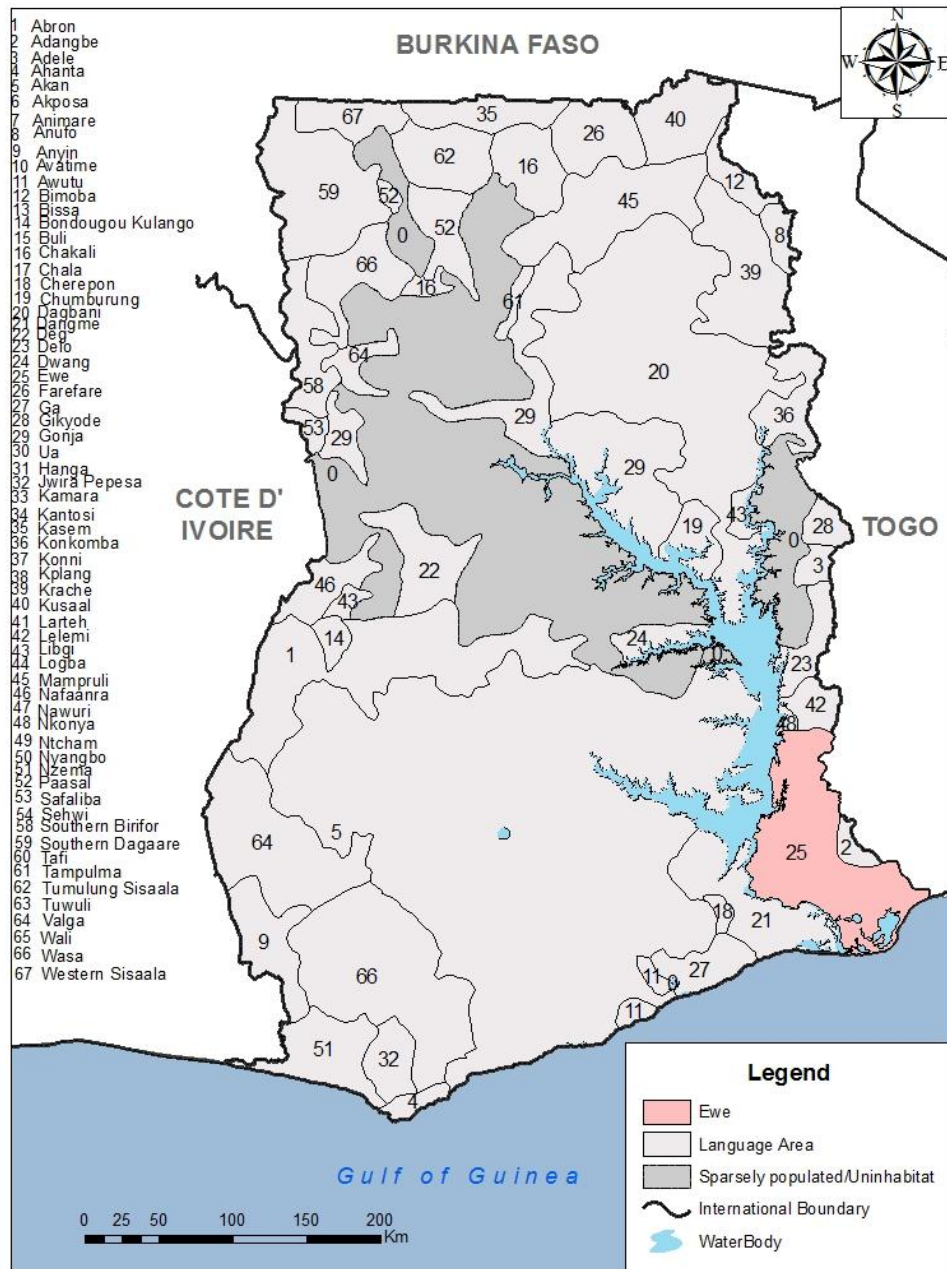 1 Abron
2 Adangbe
3 Adele
4 Ahanta
5 Akan
6 Akposa
7 Animare
8 Anufo
9 Anyin
10 Avatime
11 Awutu
12 Bimoba
13 Bissa
14 Bondougou Kulango
15 Buli
16 Chakali
17 Chala
18 Cherepon
19 Chumburung
20 Dagbani
21 Dangme
22 Deg
23 Delo
24 Dwang
25 Ewe
26 Farefare
27 Ga
28 Gikyode
29 Gonja
30 Ua
31 Hanga
32 Jwira Pepesa
33 Kamara
34 Kantosi
35 Kasem
36 Konkomba
37 Konni
38 Kplang
39 Krache
40 Kusaal
41 Larteh
42 Lelemi
43 Libgi
44 Logba
45 Mampruli
46 Nafaanra
47 Nawuri
48 Nkonya
49 Ntcham
50 Nyangbo
51 Nzema
52 Paasal
53 Safaliba
54 Sehwi
58 Southern Birifor
59 Southern Dagaare
60 Tafi
61 Tampulma
62 Tumulung Sisaala
63 Tuwuli
64 Valga
65 Wali
66 Wasa
67 Western Sisaala
BURKINA FASO
N
W E
S
67
35
26
40
62
16
59
52
12
45
52
8
0
39
66
16
61
64
20
58
36
29
53
29
29
0
COTE D'
IVOIRE
TOGO
19
43
0
28
22
3
46
43
14
24
1
0
23
42
48
5
64
25
2
18
21
9
66
11
0
27
11
51
32
4
Gulf of Guinea
0 25 50 100 150 200
Km
Legend
Ewe
Language Area
Sparsely populated/Uninhabitat
International Boundary
WaterBody